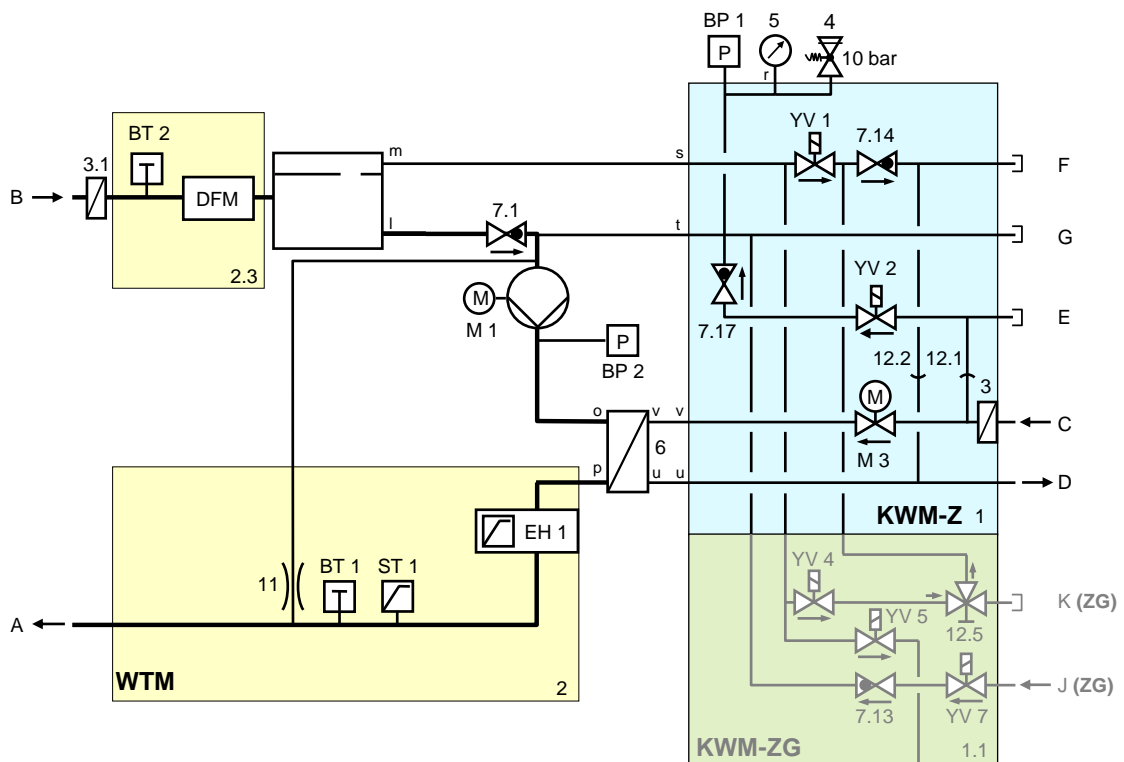 BP 1
5
4
P
r
10 bar
BT 2
YV 1
7.14
3.1
m
s
F
B
DFM
l
7.1
t
G
2.3
YV 2
M
M 1
E
7.17
P
BP 2
12.2
12.1
3
M
o
v
v
C
6
M 3
p
u
u
D
EH 1
KWM-Z 1
YV 4
BT 1
ST 1
11
K (ZG)
YV 5
12.5
A
WTM
2
J (ZG)
7.13
YV 7
KWM-ZG
1.1